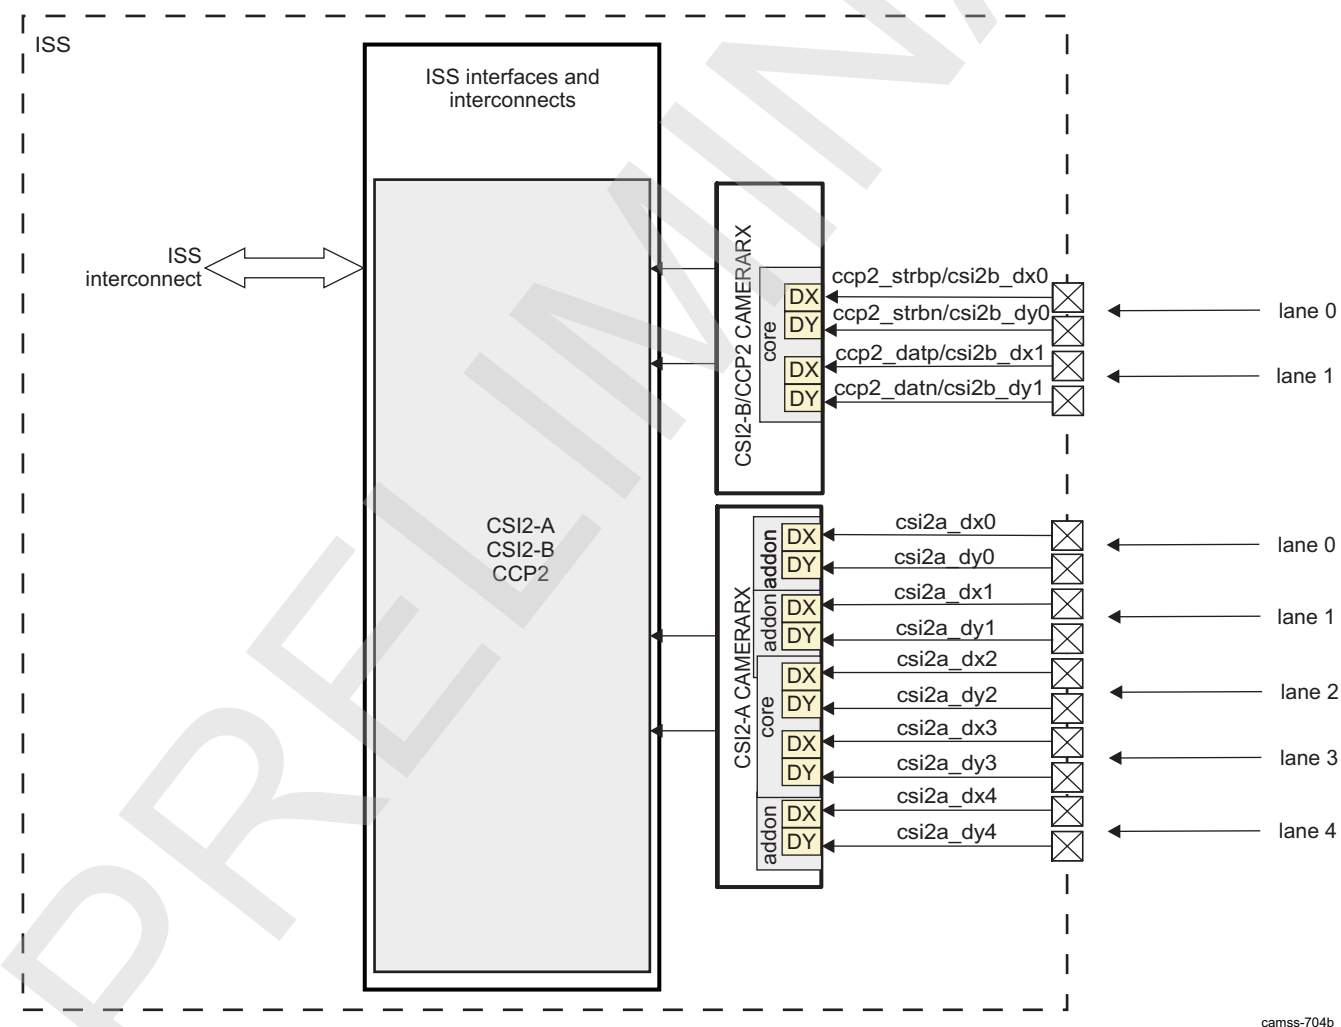 ISS
ISS interfaces and
interconnects
ISS
interconnect
CSI2-A
CSI2-B
CCP2
CSI2-B/CCP2 CAMERARX
core
DX
DY
DX
DY
ccp2_strbp/csi2b_dx0
ccp2_strbn/csi2b_dy0
ccp2_datp/csi2b_dx1
ccp2_datn/csi2b_dy1
lane 0
lane 1
CSI2-A CAMERARX
addon
DX
DY
addon
DX
DY
core
DX
DY
DX
DY
addon
DX
DY
csi2a_dx0
csi2a_dy0
csi2a_dx1
csi2a_dy1
csi2a_dx2
csi2a_dy2
csi2a_dx3
csi2a_dy3
csi2a_dx4
csi2a_dy4
lane 0
lane 1
lane 2
lane 3
lane 4
camss-704b